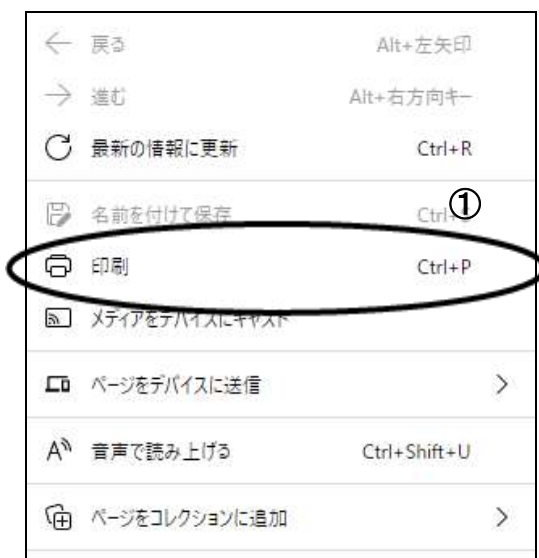 戻る Alt+左矢印
進む Alt+右方向キー
最新の情報に更新 Ctrl+R
①
名前を付けて保存
印刷 Ctrl+P
メディアをデバイスにキャスト
ページをデバイスに送信
音声で読み上げる Ctrl+Shift+U
ページをコレクションに追加